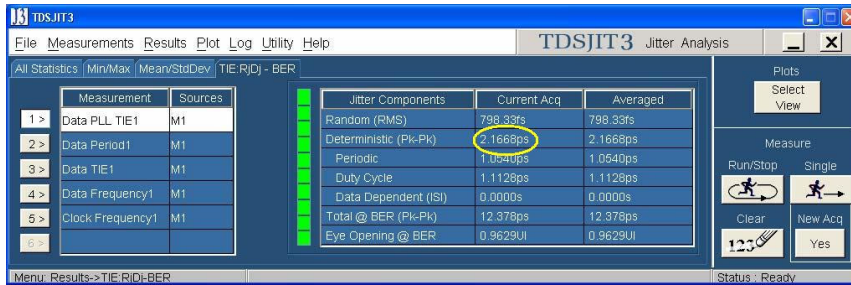 TDSJIT3
File Measurements Results Plot Log Utility Help TDSJIT3 Jitter Analysis
All Statistics Min/Max Mean/StdDev TIE:RjDj - BER
Plots
Select View
Measurement Sources
1 > Data PLL TIE1 M1
2 > Data Period1 M1
3 > Data TIE1 M1
4 > Data Frequency1 M1
5 > Clock Frequency1 M1
6 >
Jitter Components Current Acq Averaged
Random (RMS) 798.33fs 798.33fs
Deterministic (Pk-Pk) 2.1668ps 2.1668ps
Periodic 1.0540ps 1.0540ps
Duty Cycle 1.1128ps 1.1128ps
Data Dependent (ISI) 0.0000s 0.0000s
Total @ BER (Pk-Pk) 12.378ps 12.378ps
Eye Opening @ BER 0.9629UI 0.9629UI
Measure
Run/Stop Single
Clear New Acq
123 Yes
Menu: Results->TIE:RjDj-BER Status : Ready